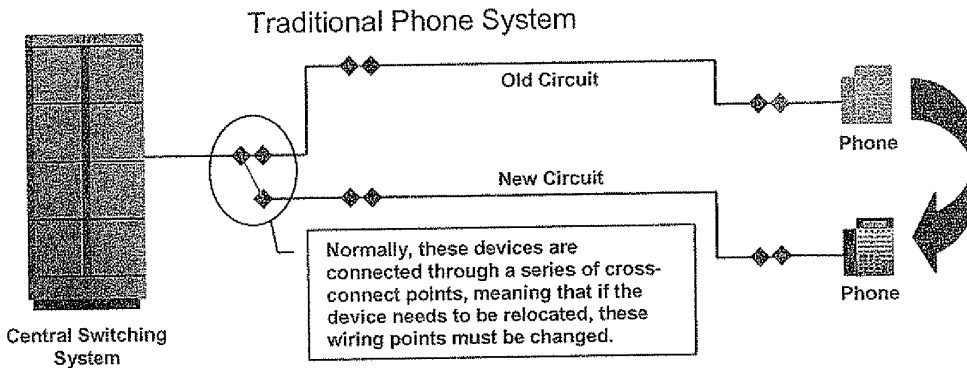 Traditional Phone System
Old Circuit
Phone
New Circuit
Normally, these devices are
connected through a series of cross-
connect points, meaning that if the
device needs to be relocated, these
wiring points must be changed.
Phone
Central Switching
System